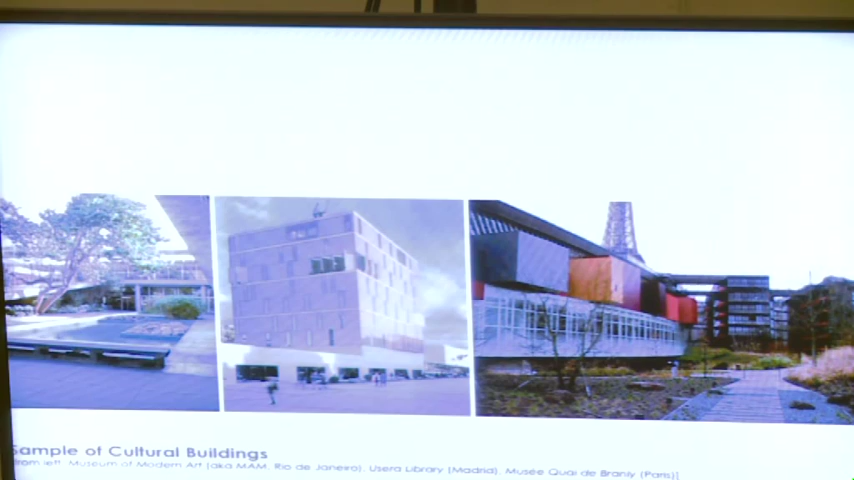 Sample of Cultural Buildings
from left: Museum of Modern Art [aka MAM, Rio de Janeiro], Usera Library [Madrid], Musée Quai de Branly [Paris]]